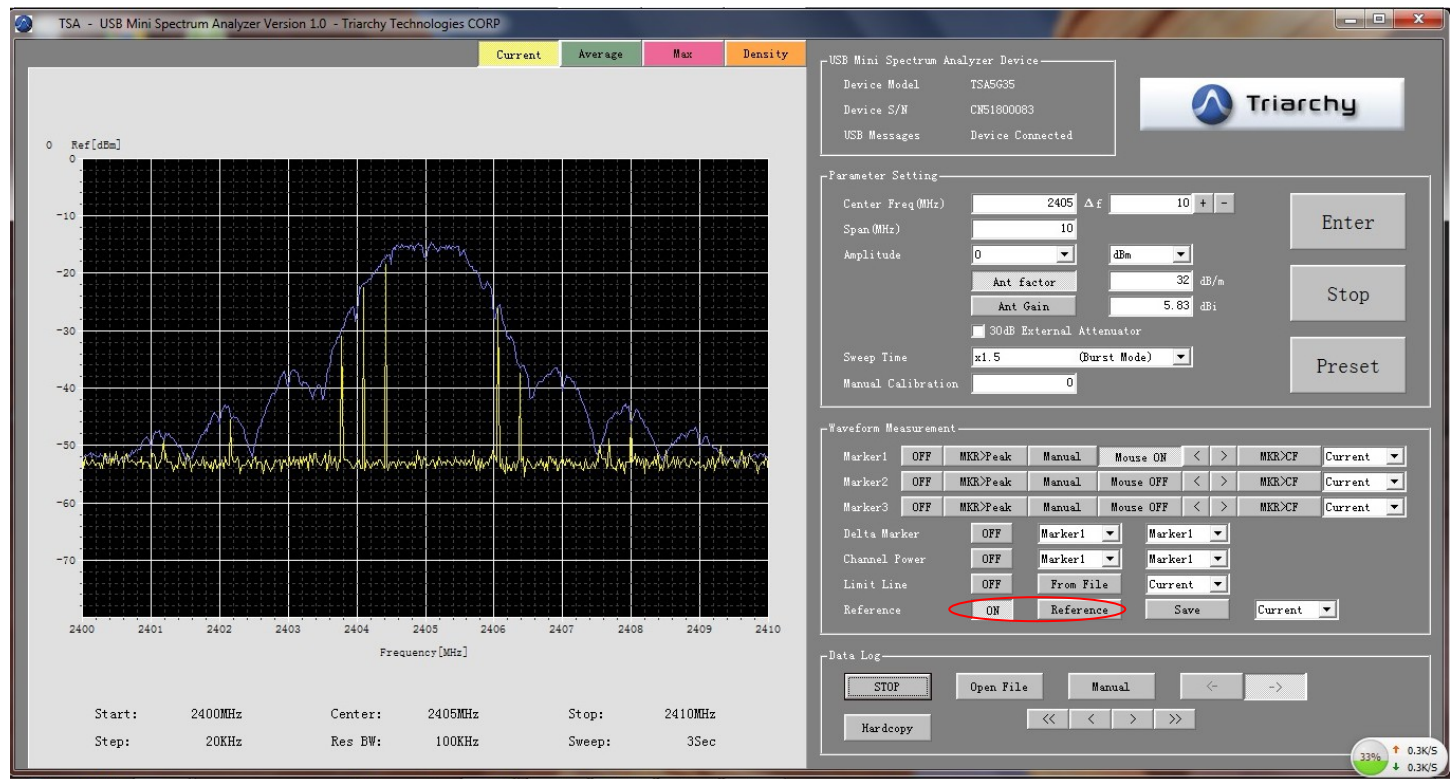 TSA - USB Mini Spectrum Analyzer Version 1.0 - Triarchy Technologies CORP
Current Average Max Density
0 Ref[dBm]
0
-10
-20
-30
-40
-50
-60
-70
2400 2401 2402 2403 2404 2405 2406 2407 2408 2409 2410
Frequency[MHz]
Start: 2400MHz Center: 2405MHz Stop: 2410MHz
Step: 20KHz Res BW: 100KHz Sweep: 3Sec
USB Mini Spectrum Analyzer Device
Device Model TSA5G35
Device S/N CN51800083
USB Messages Device Connected
Triarchy
Parameter Setting
Center Freq(MHz) 2405 Δf 10 + -
Span(MHz) 10
Amplitude 0 dBm
Ant factor 32 dB/m
Ant Gain 5.83 dBi
30dB External Attenuator
Sweep Time x1.5 (Burst Mode)
Manual Calibration 0
Enter
Stop
Preset
Waveform Measurement
Marker1 OFF MKR>Peak Manual Mouse ON < > MKR>CF Current
Marker2 OFF MKR>Peak Manual Mouse OFF < > MKR>CF Current
Marker3 OFF MKR>Peak Manual Mouse OFF < > MKR>CF Current
Delta Marker OFF Marker1 Marker1
Channel Power OFF Marker1 Marker1
Limit Line OFF From File Current
Reference ON Reference Save Current
Data Log
STOP Open File Manual <- ->
Hardcopy << < > >>
33% 0.3K/S
0.3K/S